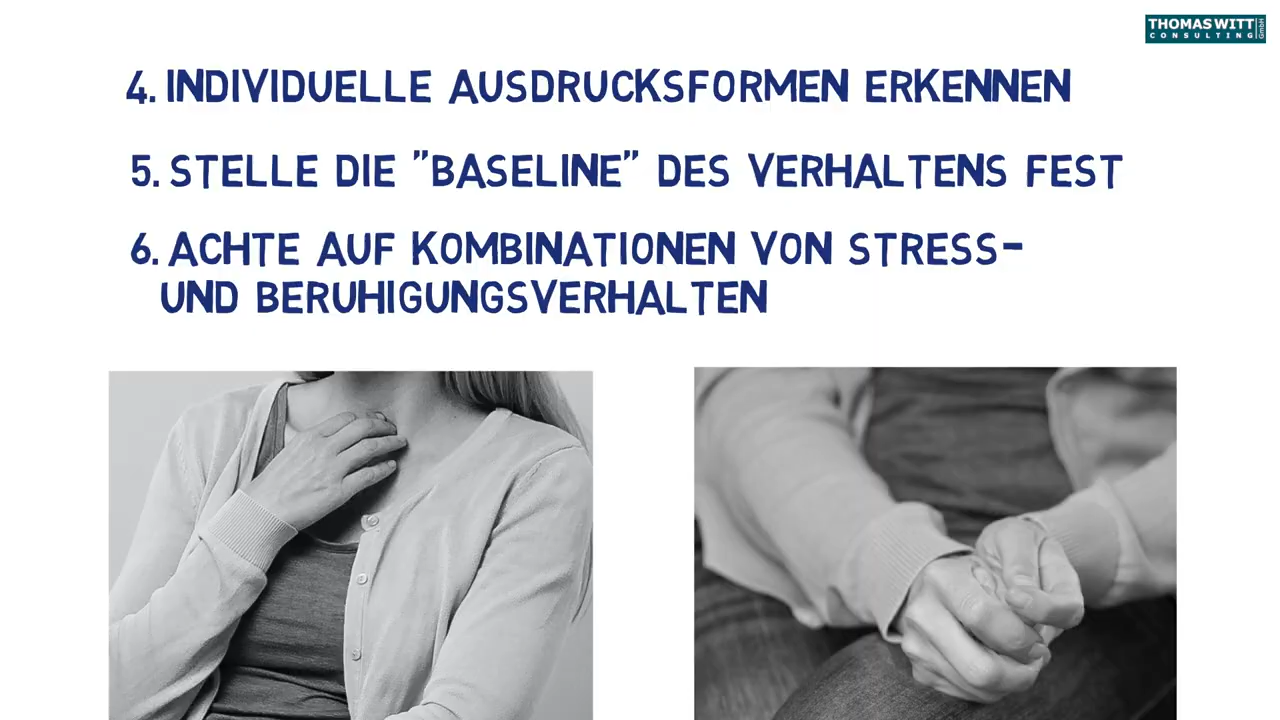 THOMAS WITT GmbH
CONSULTING
4. INDIVIDUELLE AUSDRUCKSFORMEN ERKENNEN
5. STELLE DIE "BASELINE" DES VERHALTENS FEST
6. ACHTE AUF KOMBINATIONEN VON STRESS-
UND BERUHIGUNGSVERHALTEN